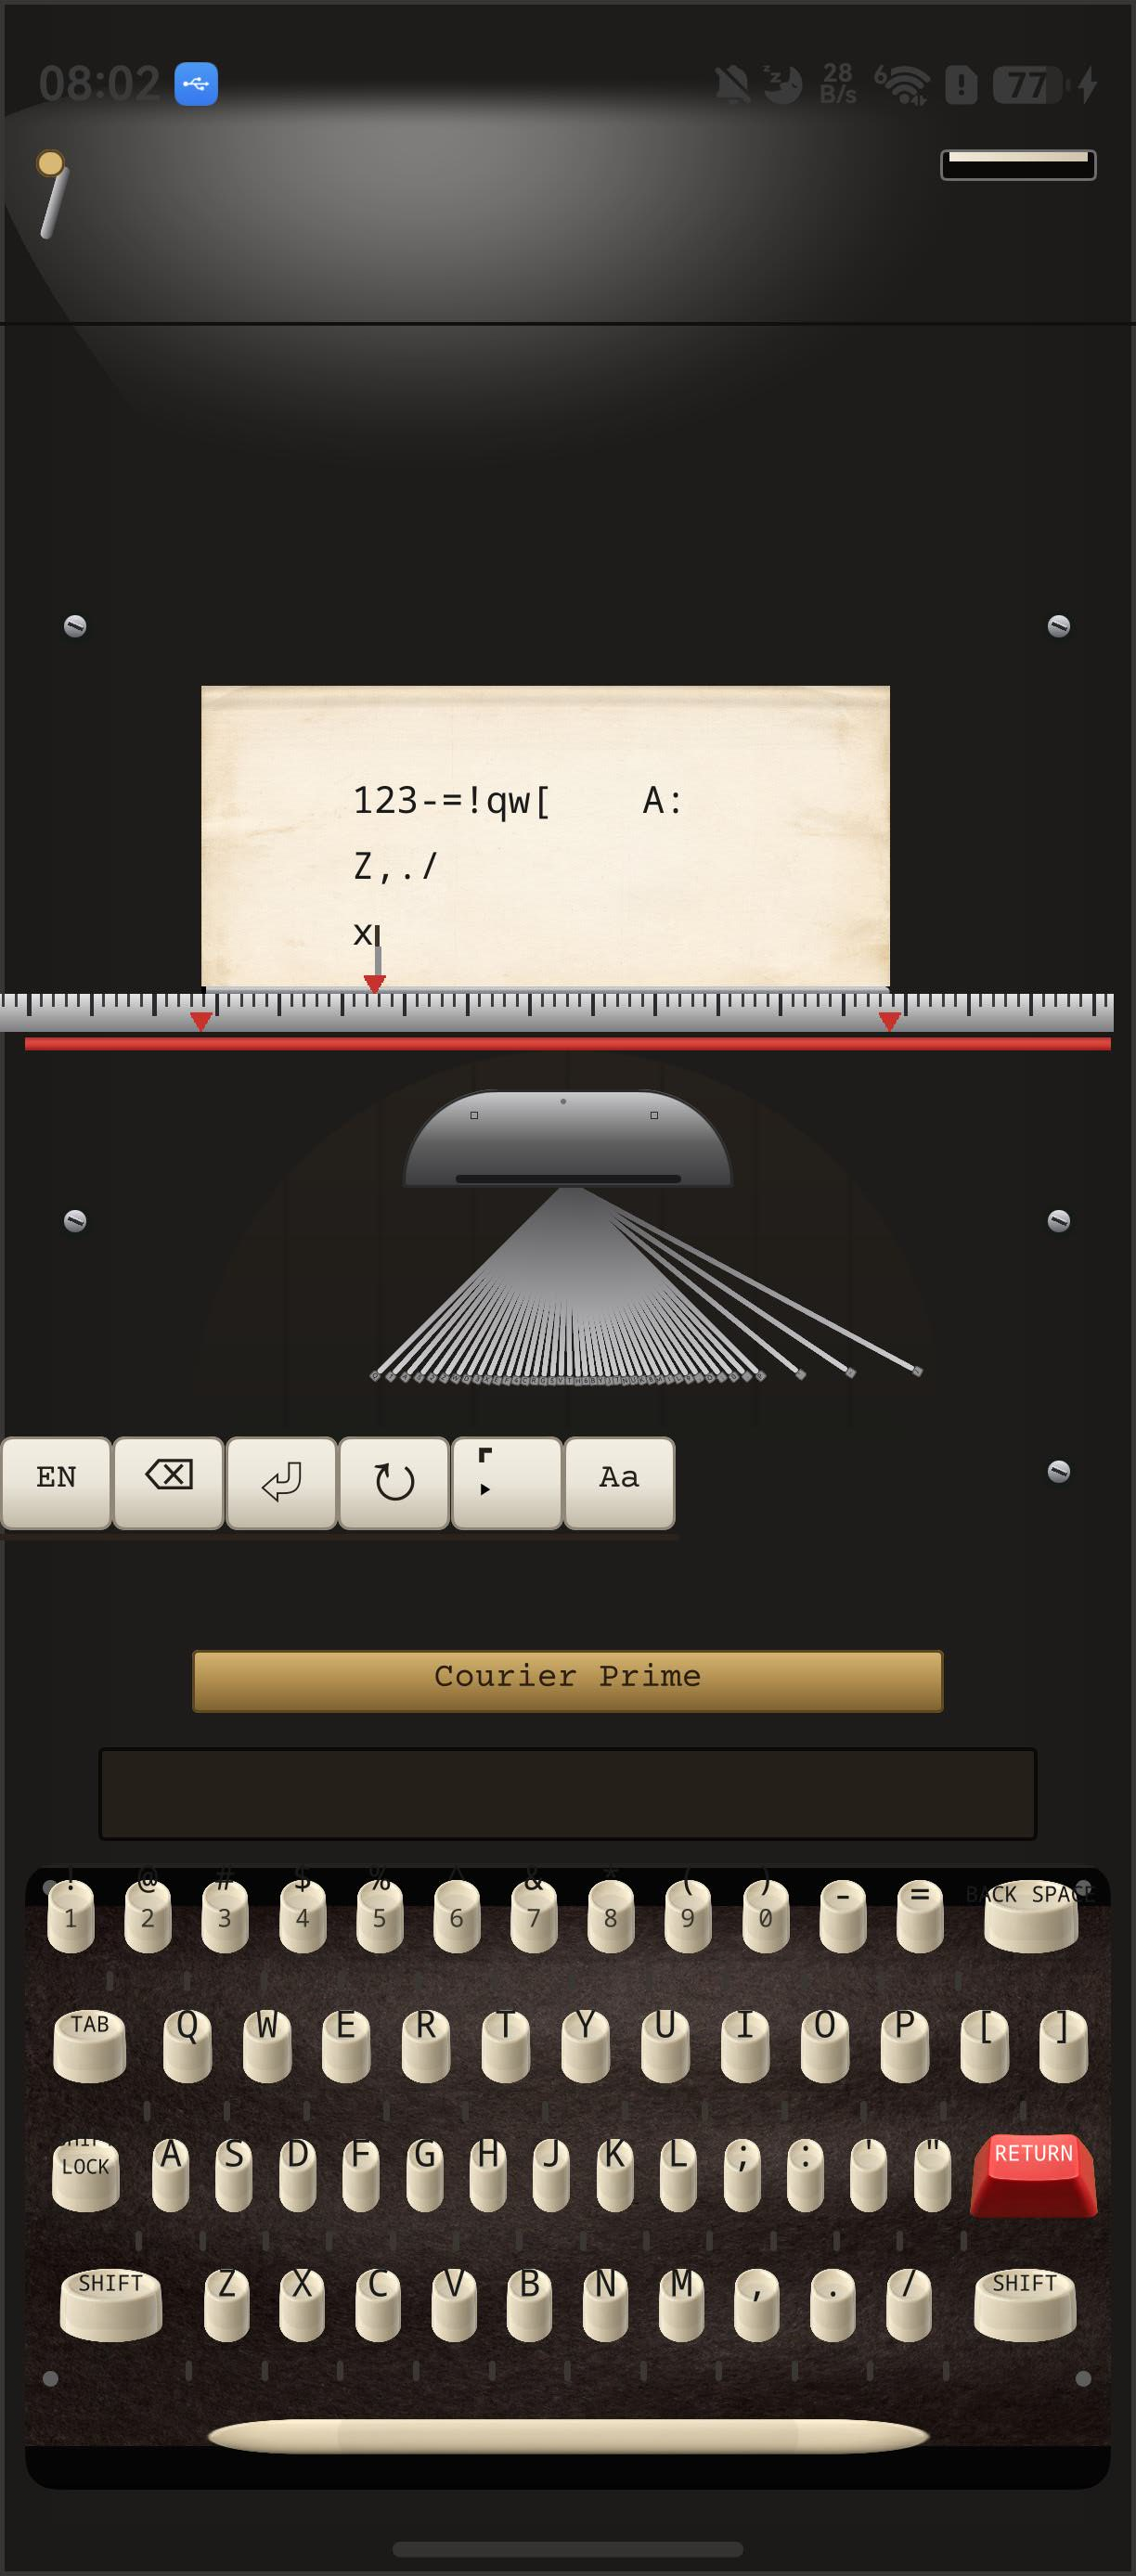 08:02 28 B/s 6 77
123-=!qw[    A:
Z,./
x
EN Aa
Courier Prime
! @ # $ % ^ & * ( )
1 2 3 4 5 6 7 8 9 0 - = BACK SPACE
TAB Q W E R T Y U I O P [ ]
LOCK A S D F G H J K L ; : ' " RETURN
SHIFT Z X C V B N M , . / SHIFT